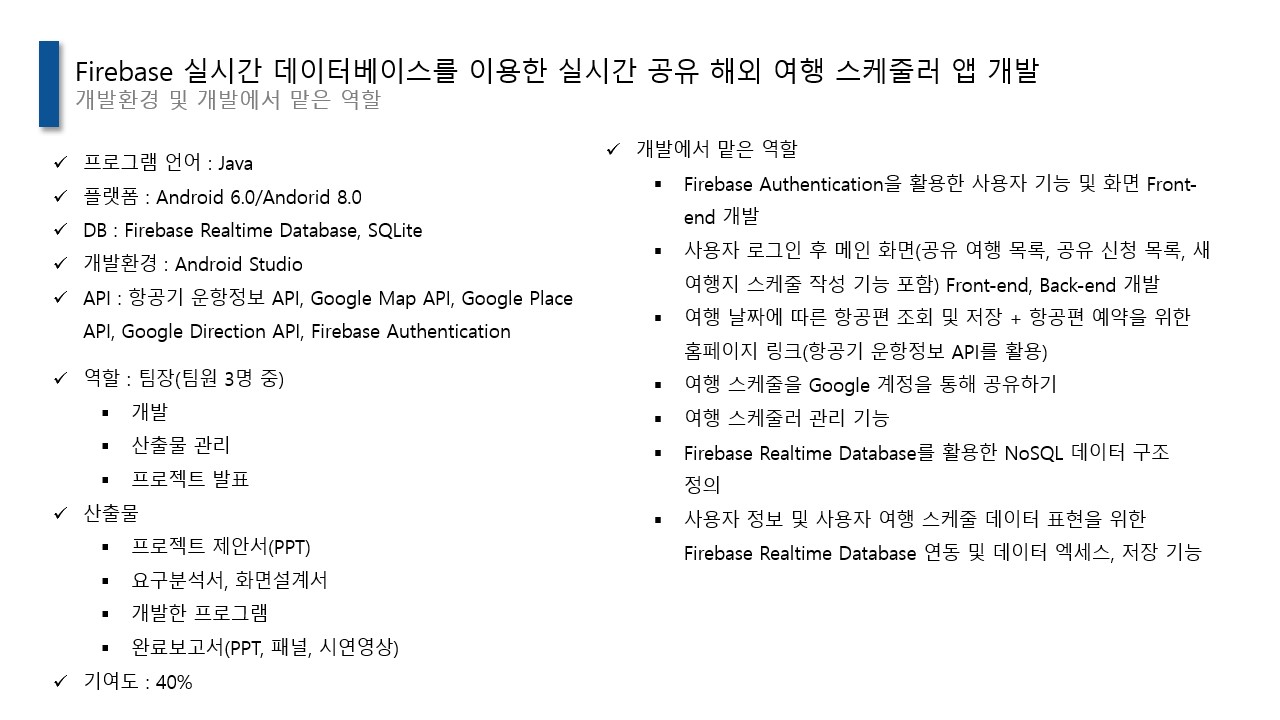 Firebase 실시간 데이터베이스를 이용한 실시간 공유 해외 여행 스케줄러 앱 개발
개발환경 및 개발에서 맡은 역할
✓ 프로그램 언어 : Java
✓ 플랫폼 : Android 6.0/Andorid 8.0
✓ DB : Firebase Realtime Database, SQLite
✓ 개발환경 : Android Studio
✓ API : 항공기 운항정보 API, Google Map API, Google Place
API, Google Direction API, Firebase Authentication
✓ 역할 : 팀장(팀원 3명 중)
▪ 개발
▪ 산출물 관리
▪ 프로젝트 발표
✓ 산출물
▪ 프로젝트 제안서(PPT)
▪ 요구분석서, 화면설계서
▪ 개발한 프로그램
▪ 완료보고서(PPT, 패널, 시연영상)
✓ 기여도 : 40%
✓ 개발에서 맡은 역할
▪ Firebase Authentication을 활용한 사용자 기능 및 화면 Front-
end 개발
▪ 사용자 로그인 후 메인 화면(공유 여행 목록, 공유 신청 목록, 새
여행지 스케줄 작성 기능 포함) Front-end, Back-end 개발
▪ 여행 날짜에 따른 항공편 조회 및 저장 + 항공편 예약을 위한
홈페이지 링크(항공기 운항정보 API를 활용)
▪ 여행 스케줄을 Google 계정을 통해 공유하기
▪ 여행 스케줄러 관리 기능
▪ Firebase Realtime Database를 활용한 NoSQL 데이터 구조
정의
▪ 사용자 정보 및 사용자 여행 스케줄 데이터 표현을 위한
Firebase Realtime Database 연동 및 데이터 엑세스, 저장 기능